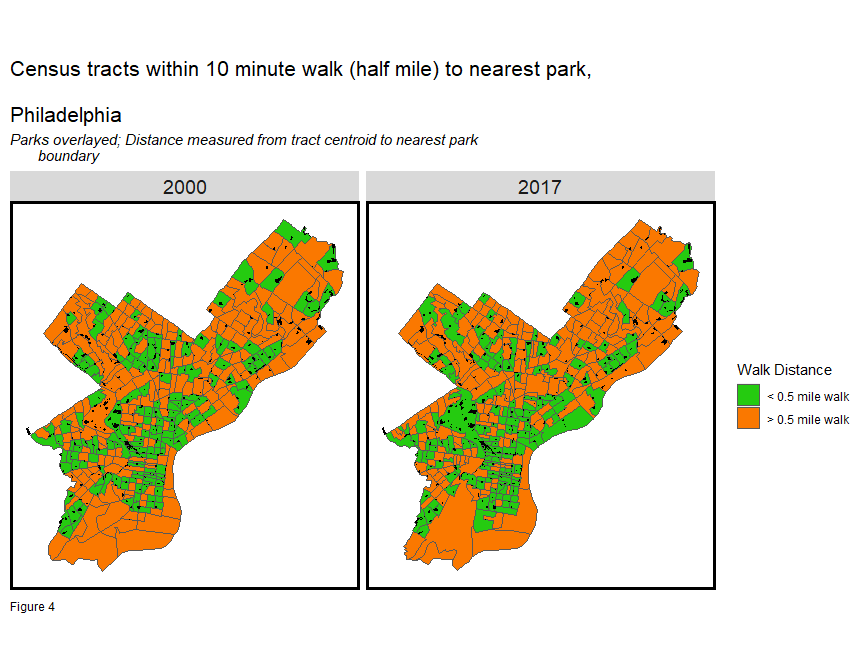 Census tracts within 10 minute walk (half mile) to nearest park,
Philadelphia
Parks overlayed; Distance measured from tract centroid to nearest park
boundary
2000
2017
Walk Distance
< 0.5 mile walk
> 0.5 mile walk
Figure 4